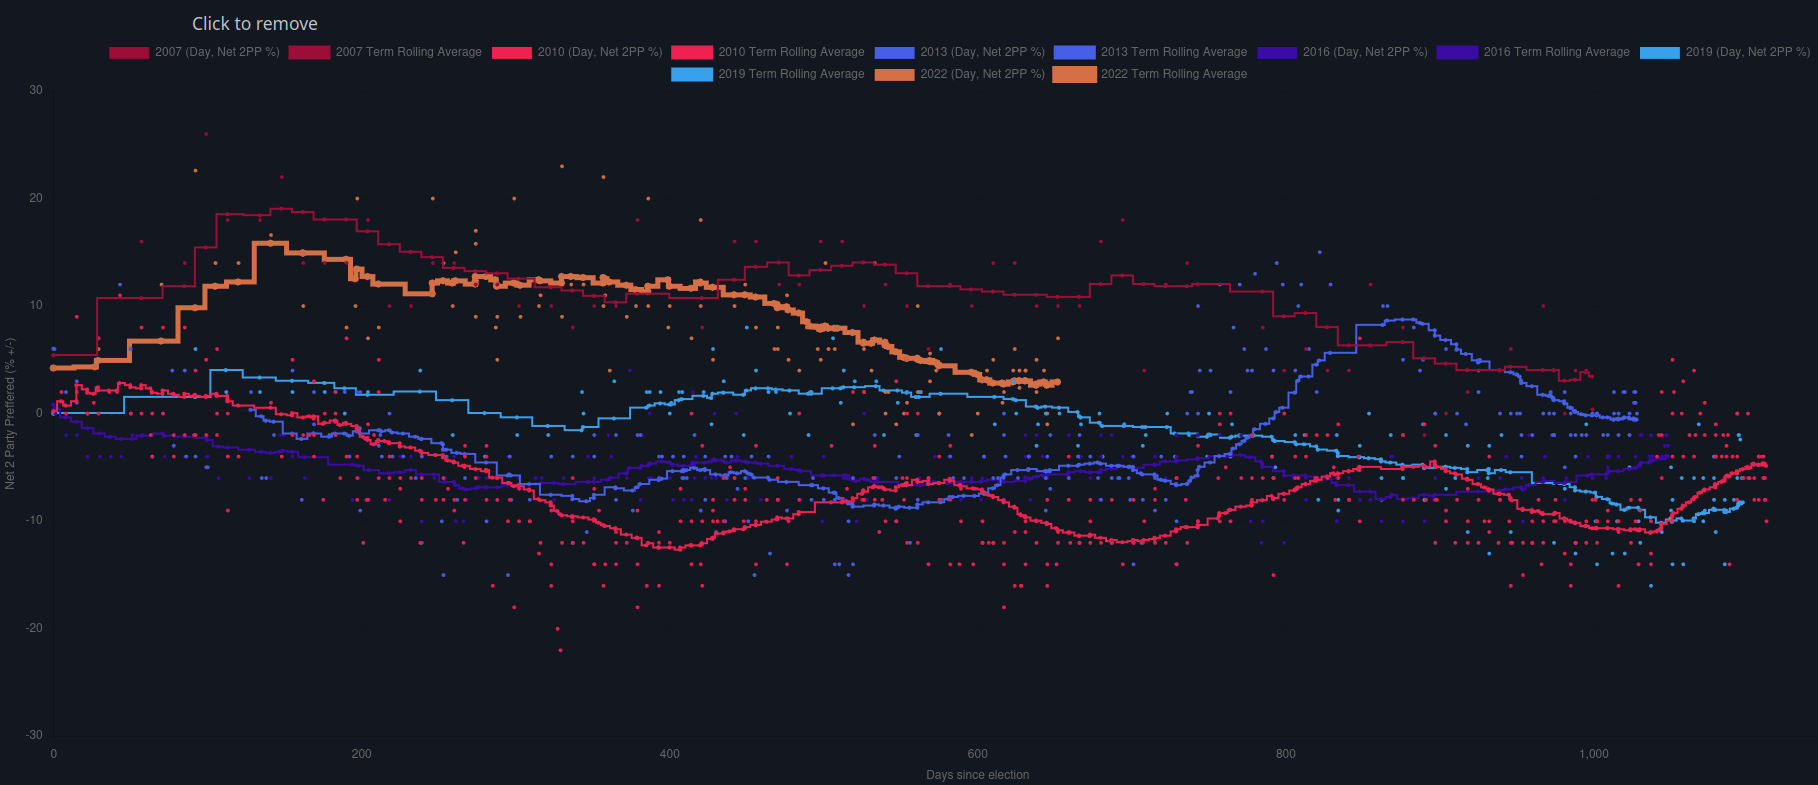 Click to remove
2007 (Day, Net 2PP %) 2007 Term Rolling Average 2010 (Day, Net 2PP %) 2010 Term Rolling Average 2013 (Day, Net 2PP %) 2013 Term Rolling Average 2016 (Day, Net 2PP %) 2016 Term Rolling Average 2019 (Day, Net 2PP %)
2019 Term Rolling Average 2022 (Day, Net 2PP %) 2022 Term Rolling Average
Net 2 Party Preffered (% +/-)
30
20
10
0
-10
-20
-30
0 200 400 600 800 1,000
Days since election